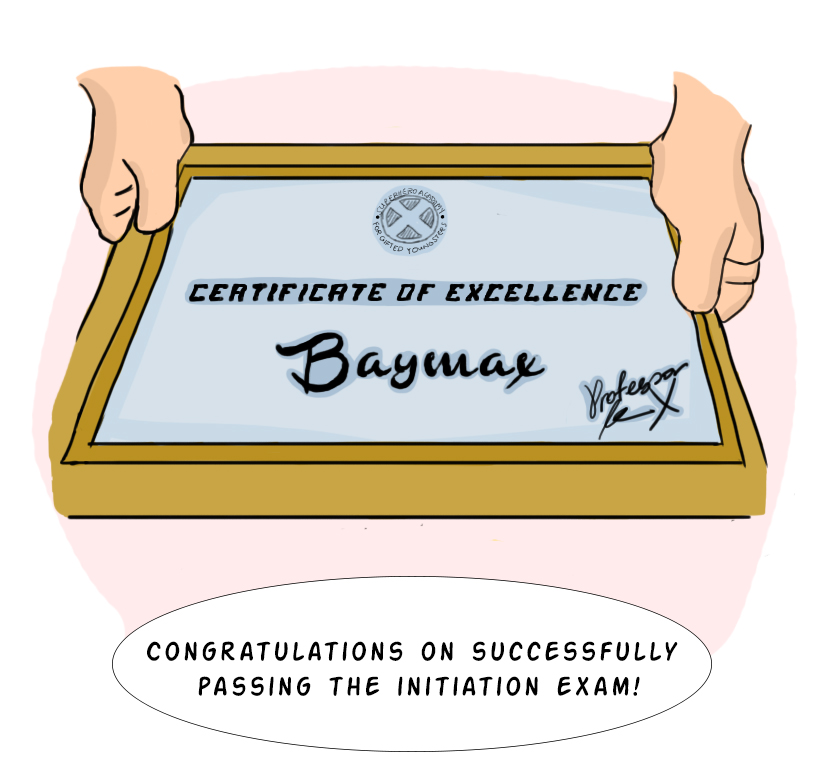 SUPERHERO ACADEMY
FOR GIFTED YOUNGSTERS
CERTIFICATE OF EXCELLENCE
Baymax
Professor
X
CONGRATULATIONS ON SUCCESSFULLY
PASSING THE INITIATION EXAM!